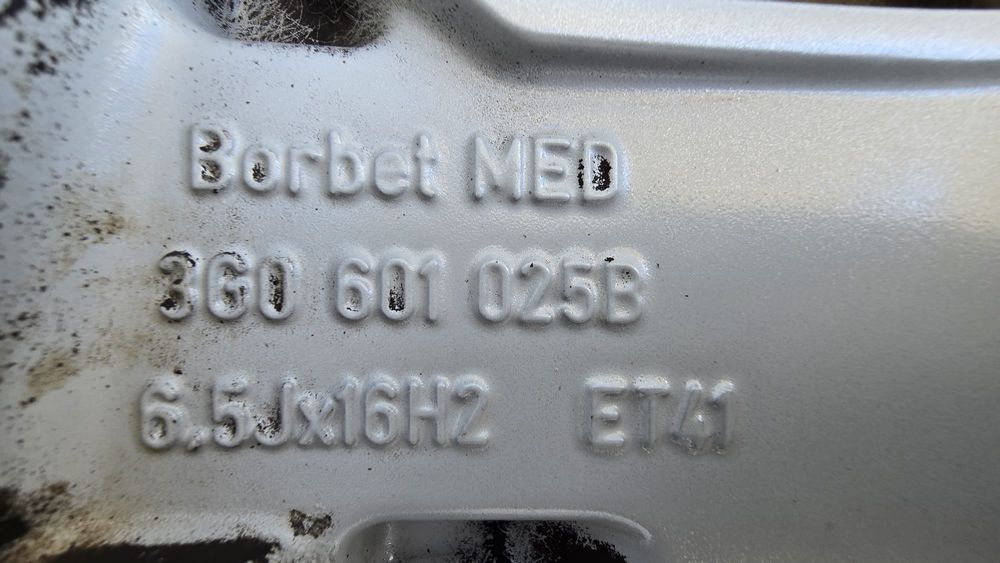 Borbet MED
3G0 601 025B
6,5Jx16H2 ET41